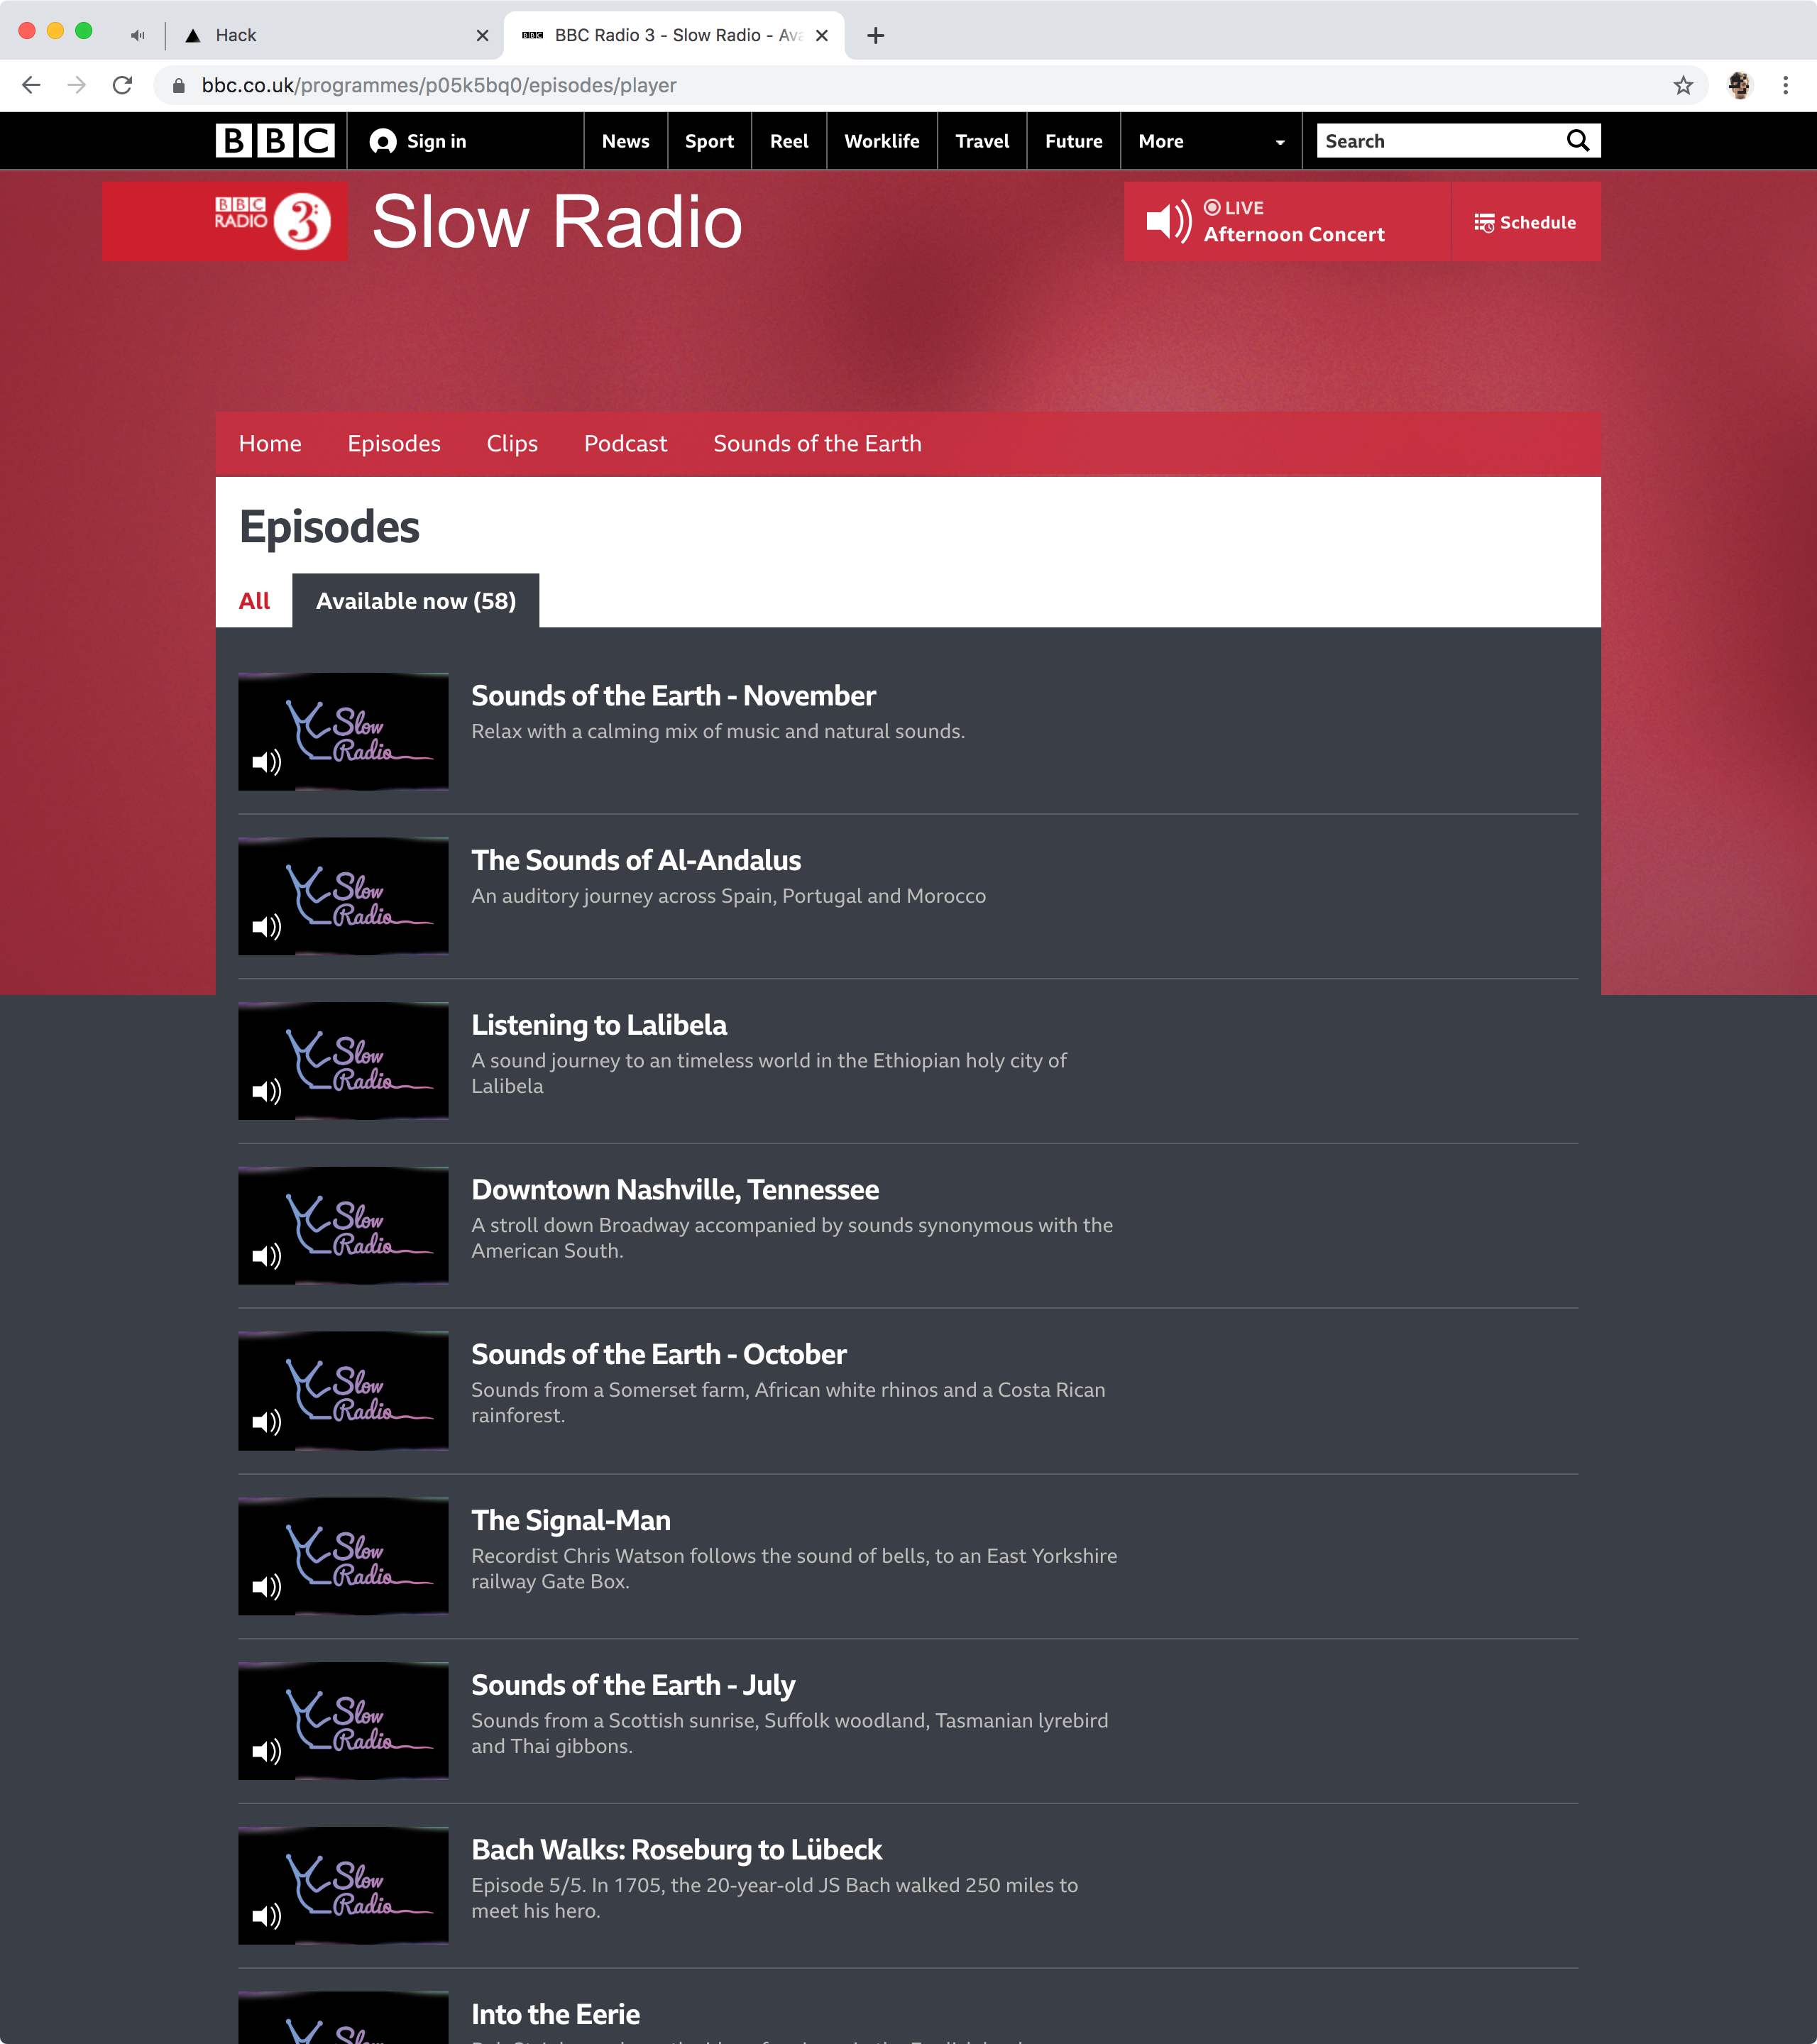 Hack
BBC BBC Radio 3 - Slow Radio - Ava
bbc.co.uk/programmes/p05k5bq0/episodes/player
BBC Sign in News Sport Reel Worklife Travel Future More Search
BBC RADIO 3 Slow Radio
LIVE
Afternoon Concert
Schedule
Home Episodes Clips Podcast Sounds of the Earth
Episodes
All Available now (58)
Slow Radio
Sounds of the Earth - November
Relax with a calming mix of music and natural sounds.
Slow Radio
The Sounds of Al-Andalus
An auditory journey across Spain, Portugal and Morocco
Slow Radio
Listening to Lalibela
A sound journey to an timeless world in the Ethiopian holy city of
Lalibela
Slow Radio
Downtown Nashville, Tennessee
A stroll down Broadway accompanied by sounds synonymous with the
American South.
Slow Radio
Sounds of the Earth - October
Sounds from a Somerset farm, African white rhinos and a Costa Rican
rainforest.
Slow Radio
The Signal-Man
Recordist Chris Watson follows the sound of bells, to an East Yorkshire
railway Gate Box.
Slow Radio
Sounds of the Earth - July
Sounds from a Scottish sunrise, Suffolk woodland, Tasmanian lyrebird
and Thai gibbons.
Slow Radio
Bach Walks: Roseburg to Lübeck
Episode 5/5. In 1705, the 20-year-old JS Bach walked 250 miles to
meet his hero.
Slow
Into the Eerie